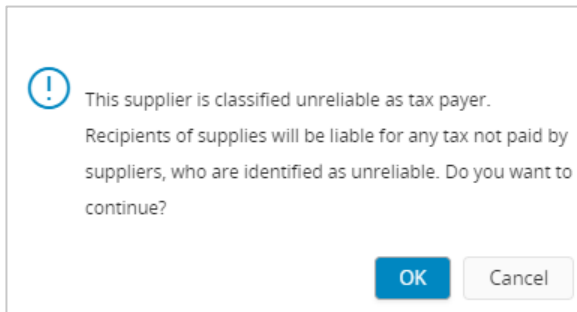 This supplier is classified unreliable as tax payer.
Recipients of supplies will be liable for any tax not paid by
suppliers, who are identified as unreliable. Do you want to
continue?
OK Cancel